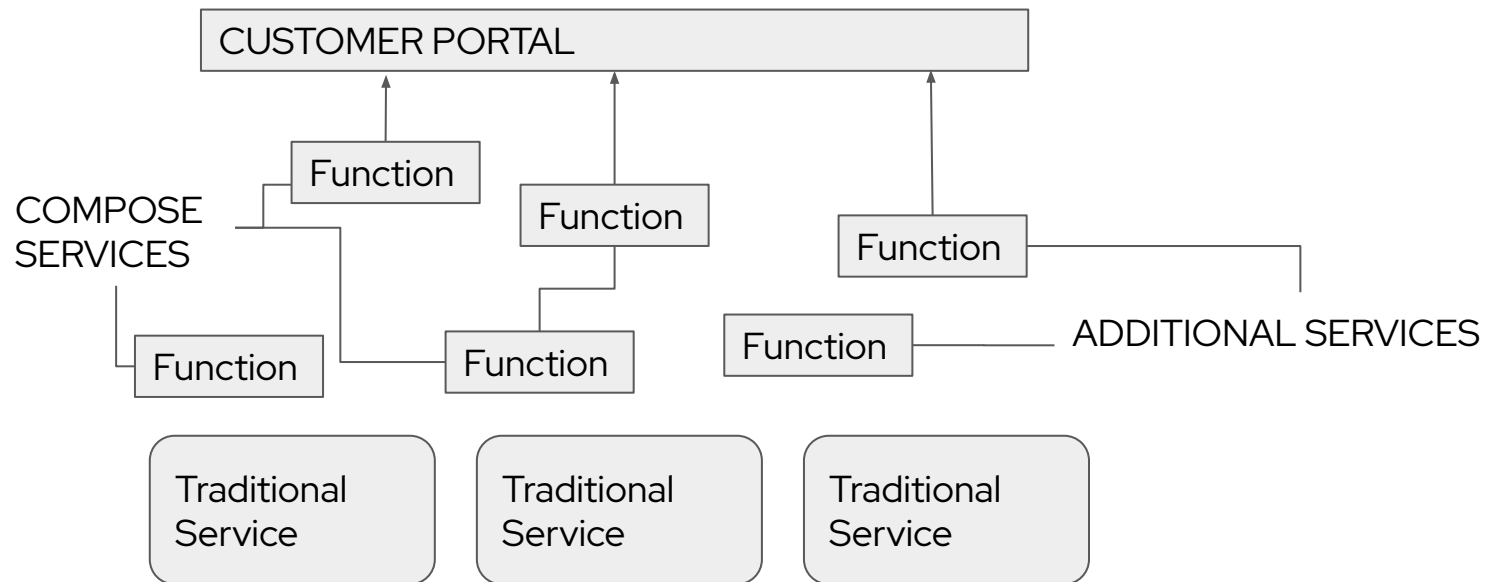 CUSTOMER PORTAL
Function
COMPOSE
SERVICES
Function
Function
Function
Function
Function
ADDITIONAL SERVICES
Traditional
Service
Traditional
Service
Traditional
Service